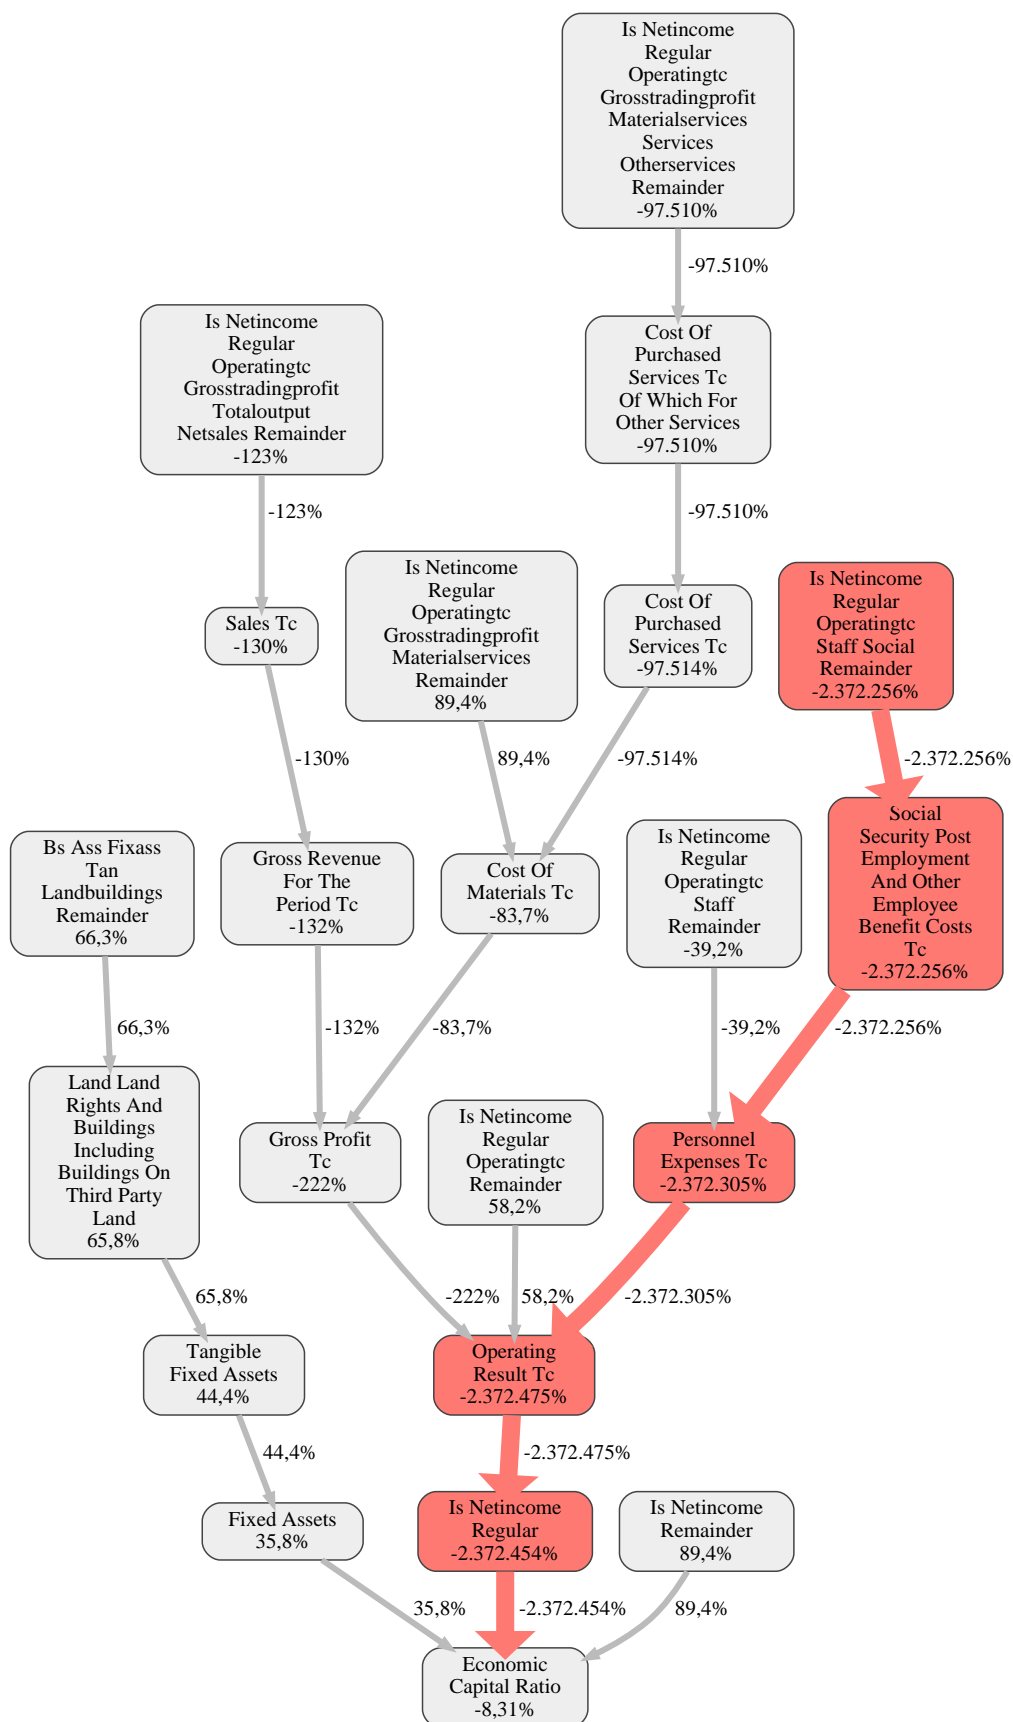 Is Netincome
Regular
Operatingtc
Grosstradingprofit
Materialservices
Services
Otherservices
Remainder
-97.510%
-97.510%
Is Netincome
Regular
Operatingtc
Grosstradingprofit
Totaloutput
Netsales Remainder
-123%
Cost Of
Purchased
Services Tc
Of Which For
Other Services
-97.510%
-123%
-97.510%
Is Netincome
Regular
Operatingtc
Grosstradingprofit
Materialservices
Remainder
89,4%
Is Netincome
Regular
Operatingtc
Staff Social
Remainder
-2.372.256%
Sales Tc
-130%
Cost Of
Purchased
Services Tc
-97.514%
-130%
89,4%
-97.514%
-2.372.256%
Bs Ass Fixass
Tan
Landbuildings
Remainder
66,3%
Gross Revenue
For The
Period Tc
-132%
Cost Of
Materials Tc
-83,7%
Is Netincome
Regular
Operatingtc
Staff
Remainder
-39,2%
Social
Security Post
Employment
And Other
Employee
Benefit Costs
Tc
-2.372.256%
66,3%
-132%
-83,7%
-39,2%
-2.372.256%
Land Land
Rights And
Buildings
Including
Buildings On
Third Party
Land
65,8%
Gross Profit
Tc
-222%
Is Netincome
Regular
Operatingtc
Remainder
58,2%
Personnel
Expenses Tc
-2.372.305%
65,8%
-222%
58,2%
-2.372.305%
Tangible
Fixed Assets
44,4%
Operating
Result Tc
-2.372.475%
44,4%
-2.372.475%
Fixed Assets
35,8%
Is Netincome
Regular
-2.372.454%
Is Netincome
Remainder
89,4%
35,8%
-2.372.454%
89,4%
Economic
Capital Ratio
-8,31%